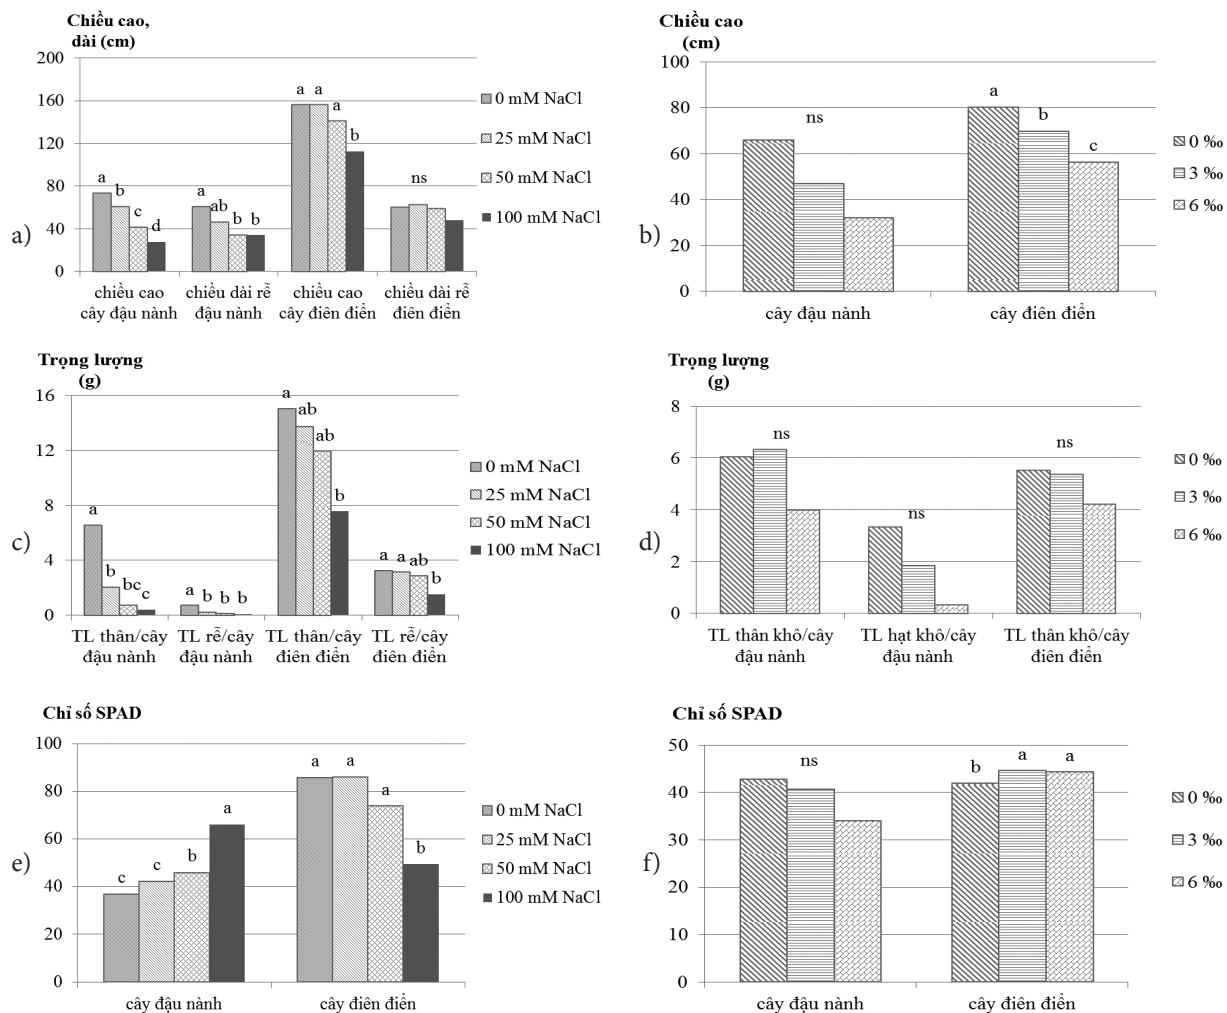 Chiều cao,
dài (cm)
200
160
120
80
40
0
a
b
c
d
a
ab
b
b
a
a
a
b
ns
chiều cao
cây đậu nành
chiều dài rễ
đậu nành
chiều cao
cây điên điển
chiều dài rễ
điên điển
0 mM NaCl
25 mM NaCl
50 mM NaCl
100 mM NaCl
a)
Chiều cao
(cm)
100
80
60
40
20
0
ns
a
b
c
cây đậu nành
cây điên điển
0 ‰
3 ‰
6 ‰
b)
Trọng lượng
(g)
16
12
8
4
0
a
b
bc
c
a
b
b
b
a
ab
ab
b
a
a
ab
b
TL thân/cây
đậu nành
TL rễ/cây
đậu nành
TL thân/cây
điên điển
TL rễ/cây
điên điển
0 mM NaCl
25 mM NaCl
50 mM NaCl
100 mM NaCl
c)
Trọng lượng
(g)
8
6
4
2
0
ns
ns
ns
TL thân khô/cây
đậu nành
TL hạt khô/cây
đậu nành
TL thân khô/cây
điên điển
0 ‰
3 ‰
6 ‰
d)
Chỉ số SPAD
100
80
60
40
20
0
c
c
b
a
a
a
a
b
cây đậu nành
cây điên điển
0 mM NaCl
25 mM NaCl
50 mM NaCl
100 mM NaCl
e)
Chỉ số SPAD
50
40
30
20
10
0
ns
b
a
a
cây đậu nành
cây điên điển
0 ‰
3 ‰
6 ‰
f)